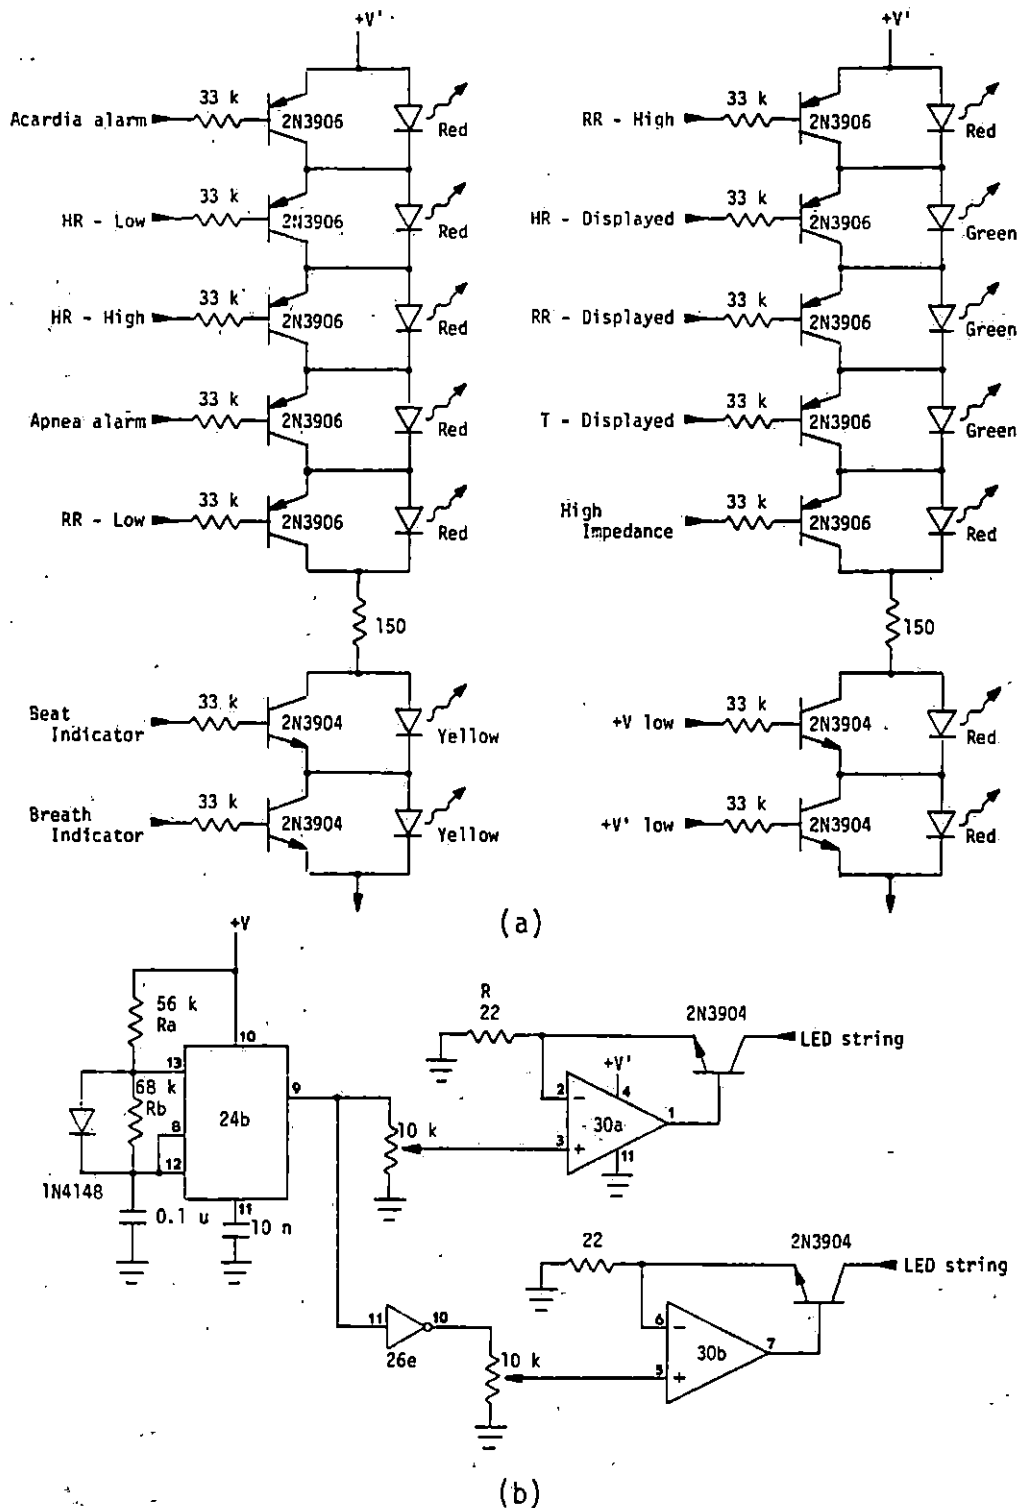 +V'
Acardia alarm
33 k
2N3906
Red
HR - Low
33 k
2N3906
Red
HR - High
33 k
2N3906
Red
Apnea alarm
33 k
2N3906
Red
RR - Low
33 k
2N3906
Red
150
Beat
Indicator
33 k
2N3904
Yellow
Breath
Indicator
33 k
2N3904
Yellow
+V'
RR - High
33 k
2N3906
Red
HR - Displayed
33 k
2N3906
Green
RR - Displayed
33 k
2N3906
Green
T - Displayed
33 k
2N3906
Green
High
Impedance
33 k
2N3906
Red
150
+V low
33 k
2N3904
Red
+V' low
33 k
2N3904
Red
(a)
+V
56 k
Ra
10
13
68 k
Rb
8
12
24b
9
1N4148
0.1 u
11
10 n
10 k
R
22
2N3904
LED string
+V'
4
2
30a
1
3
11
22
2N3904
LED string
11
10
26e
10 k
6
30b
7
5
(b)